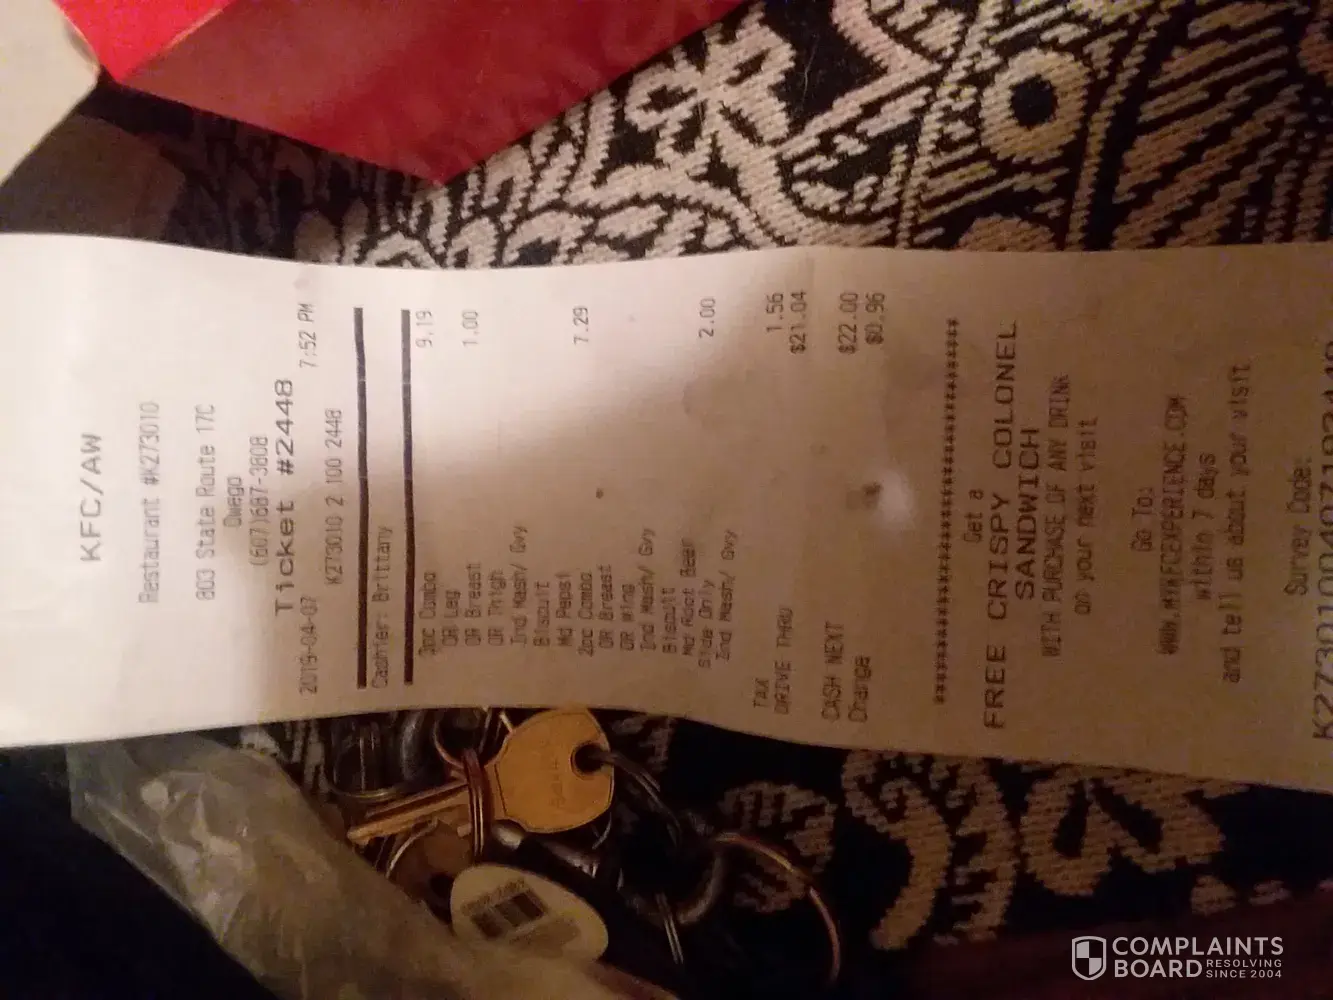 KFC/AW
Restaurant #K273010
803 State Route 17C
Owego
(607)687-3808
Ticket #2448
2019-04-07 7:52 PM
K273010 2 100 2448
Cashier: Brittany
3pc Combo 9.19
OR Leg
OR Breast 1.00
OR Thigh
Ind Mash/ Gvy
Biscuit
Md Pepsi
2pc Combo 7.29
OR Breast
OR Wing
Ind Mash/ Gvy
Biscuit
Md Root Beer
Side Only 2.00
Ind Mash/ Gvy
TAX 1.56
DRIVE THRU $21.04
CASH NEXT $22.00
Change $0.96
****************************
Get a
FREE CRISPY COLONEL
SANDWICH
WITH PURCHASE OF ANY DRINK
on your next visit
Go To:
WWW.MYKFCEXPERIENCE.COM
within 7 days
and tell us about your visit
Survey Code:
COMPLAINTS
BOARD RESOLVING
SINCE 2004